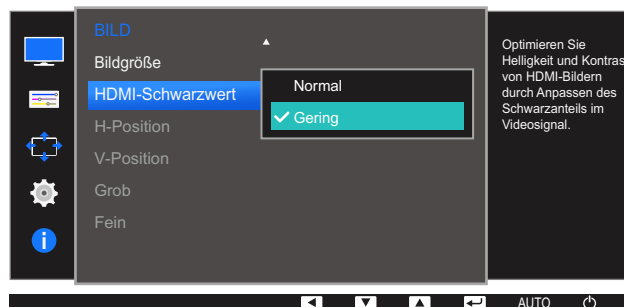 BILD
Bildgröße
HDMI-Schwarzwert
Normal
Gering
H-Position
V-Position
Grob
Fein
Optimieren Sie
Helligkeit und Kontras
von HDMI-Bildern
durch Anpassen des
Schwarzanteils im
Videosignal.
AUTO